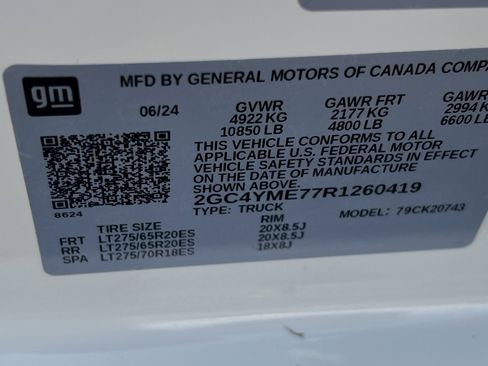 gm
MFD BY GENERAL MOTORS OF CANADA COMPA
06/24 GVWR GAWR FRT GAWR
4922 KG 2177 KG 2994
10850 LB 4800 LB 6600 LB
THIS VEHICLE CONFORMS TO ALL
APPLICABLE U.S. FEDERAL MOTOR
VEHICLE SAFETY STANDARDS IN EFFECT
ON THE DATE OF MANUFACTURE
SHOWN ABOVE.
2GC4YME77R1260419
8624 TYPE: TRUCK MODEL: 79CK20743
TIRE SIZE RIM
FRT LT275/65R20ES 20X8.5J
RR LT275/65R20ES 20X8.5J
SPA LT275/70R18ES 18X8J